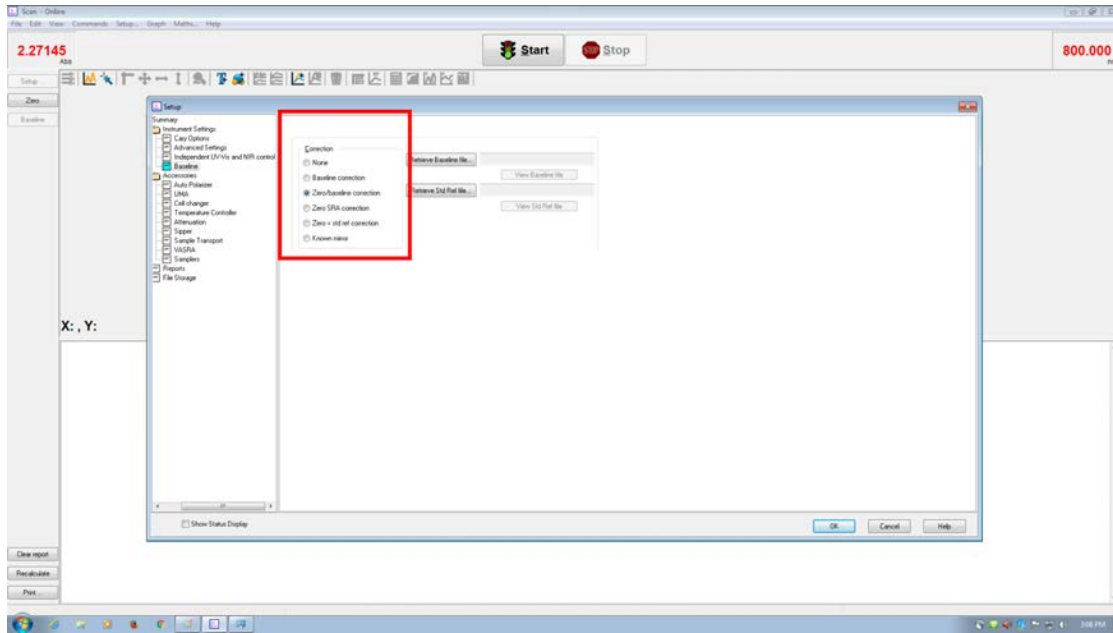 Scan - Online
File Edit View Commands Setup... Graph Maths... Help
2.27145
Abs
Start
Stop
800.000
Setup...
Zero
Baseline
Setup
Summary
Instrument Settings
Cary Options
Advanced Settings
Independent UV-Vis and NIR control
Baseline
Accessories
Auto Polarizer
UMA
Cell changer
Temperature Controller
Attenuation
Sipper
Sample Transport
VASRA
Samplers
Reports
File Storage
Correction
None
Baseline correction
Zero/baseline correction
Zero SRA correction
Zero × std ref correction
Known mirror
Retrieve Baseline file...
View Baseline file
Retrieve Std Ref file...
View Std Ref file
X: , Y:
Show Status Display
OK
Cancel
Help
Clear report
Recalculate
Print...
3:08 PM